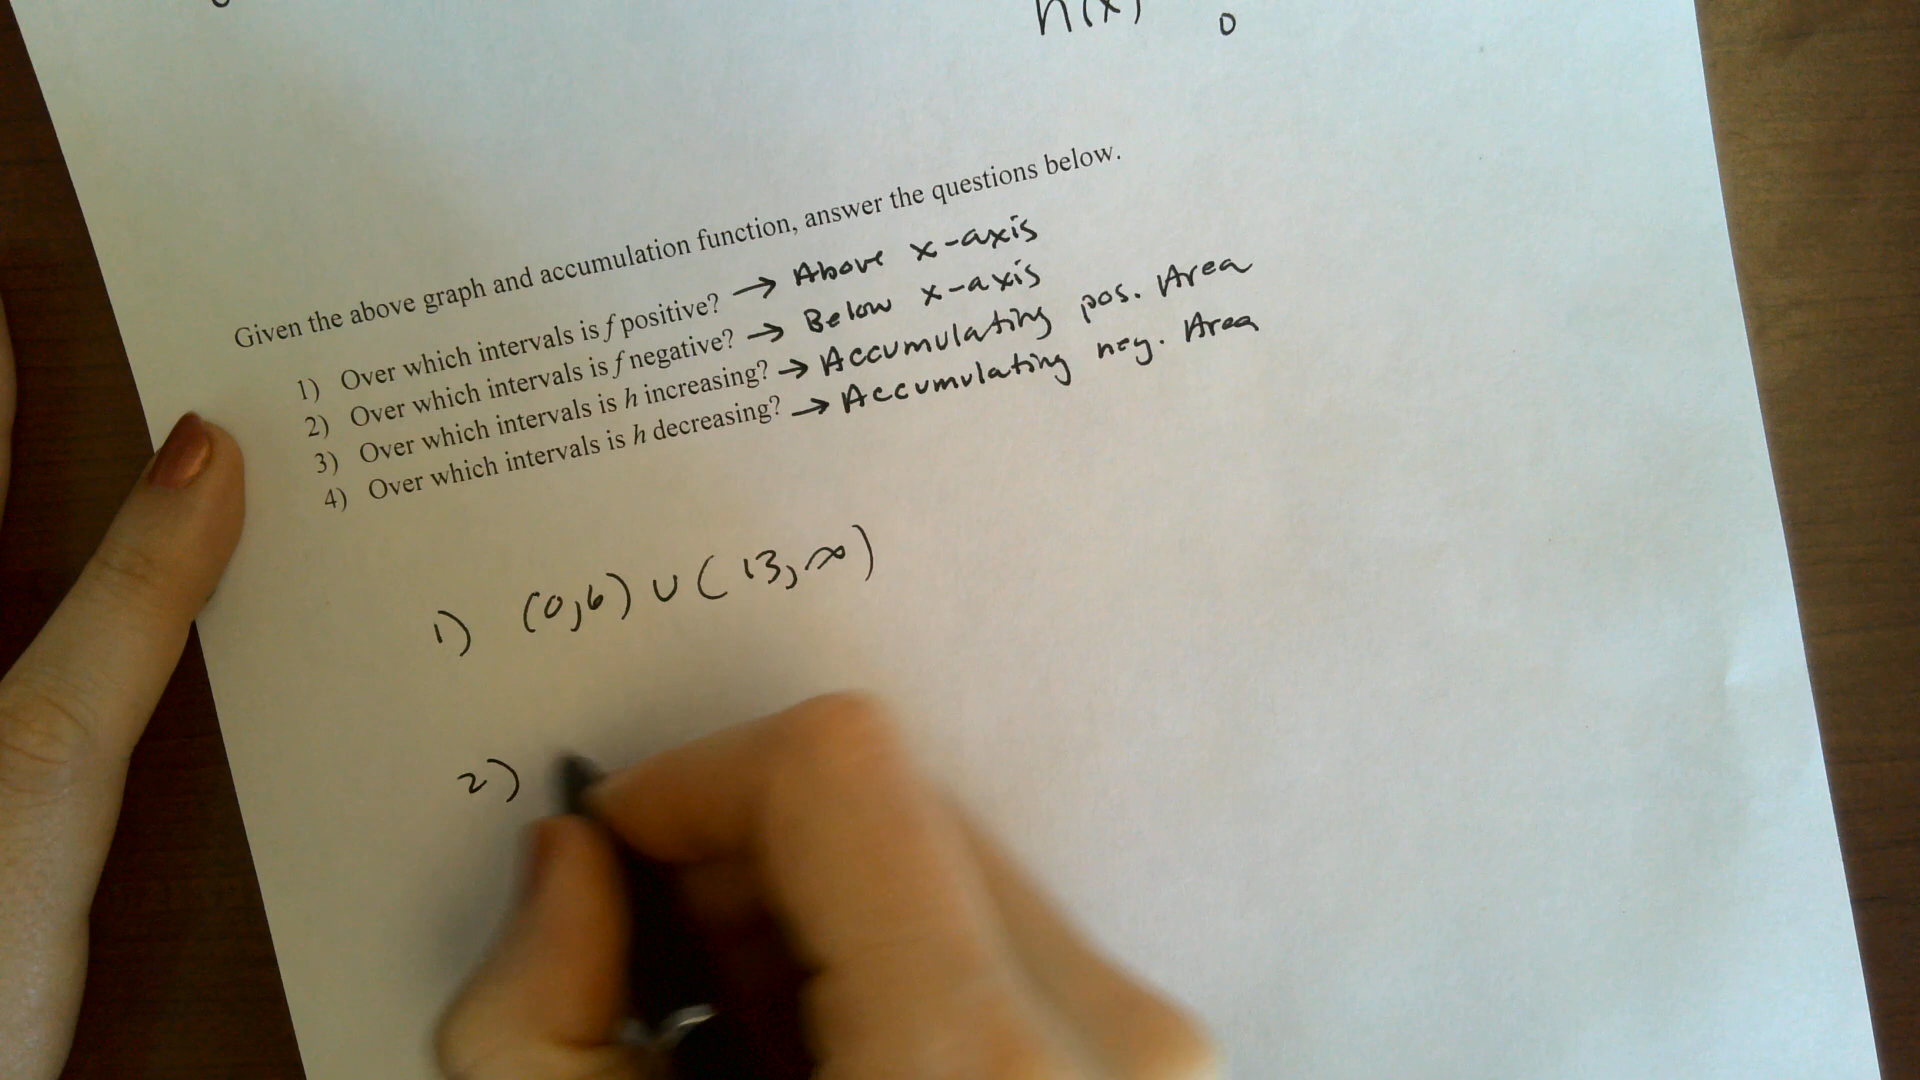 h(x) 0
Given the above graph and accumulation function, answer the questions below.
1) Over which intervals is f positive? → Above x-axis
2) Over which intervals is f negative? → Below x-axis
3) Over which intervals is h increasing? → Accumulating pos. Area
4) Over which intervals is h decreasing? → Accumulating neg. Area
1) (0,6) ∪ (13,∞)
2)